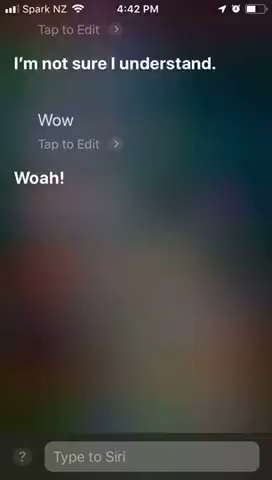 Spark NZ 4:42 PM
Tap to Edit
I'm not sure I understand.
Wow
Tap to Edit
Woah!
? Type to Siri